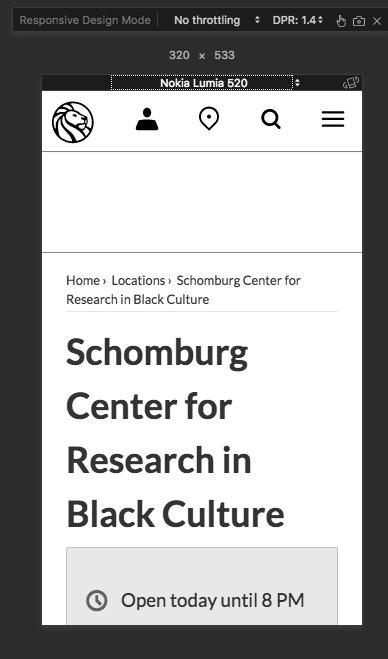 Responsive Design Mode No throttling DPR: 1.4
320 × 533
Nokia Lumia 520
Home › Locations › Schomburg Center for
Research in Black Culture
Schomburg
Center for
Research in
Black Culture
Open today until 8 PM